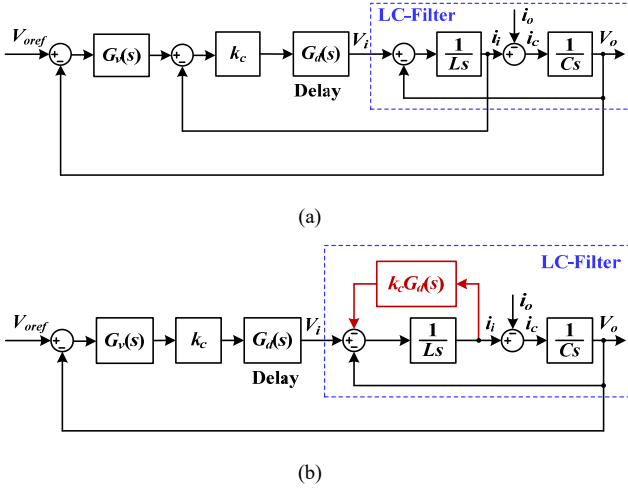 LC-Filter
V_oref
+
−
G_v(s)
+
−
k_c
G_d(s)
Delay
V_i
+
−
1/Ls
i_i
i_o
−
+
i_c
1/Cs
V_o
(a)
LC-Filter
k_cG_d(s)
V_oref
+
−
G_v(s)
k_c
G_d(s)
Delay
V_i
−
+
−
1/Ls
i_i
i_o
−
+
i_c
1/Cs
V_o
(b)